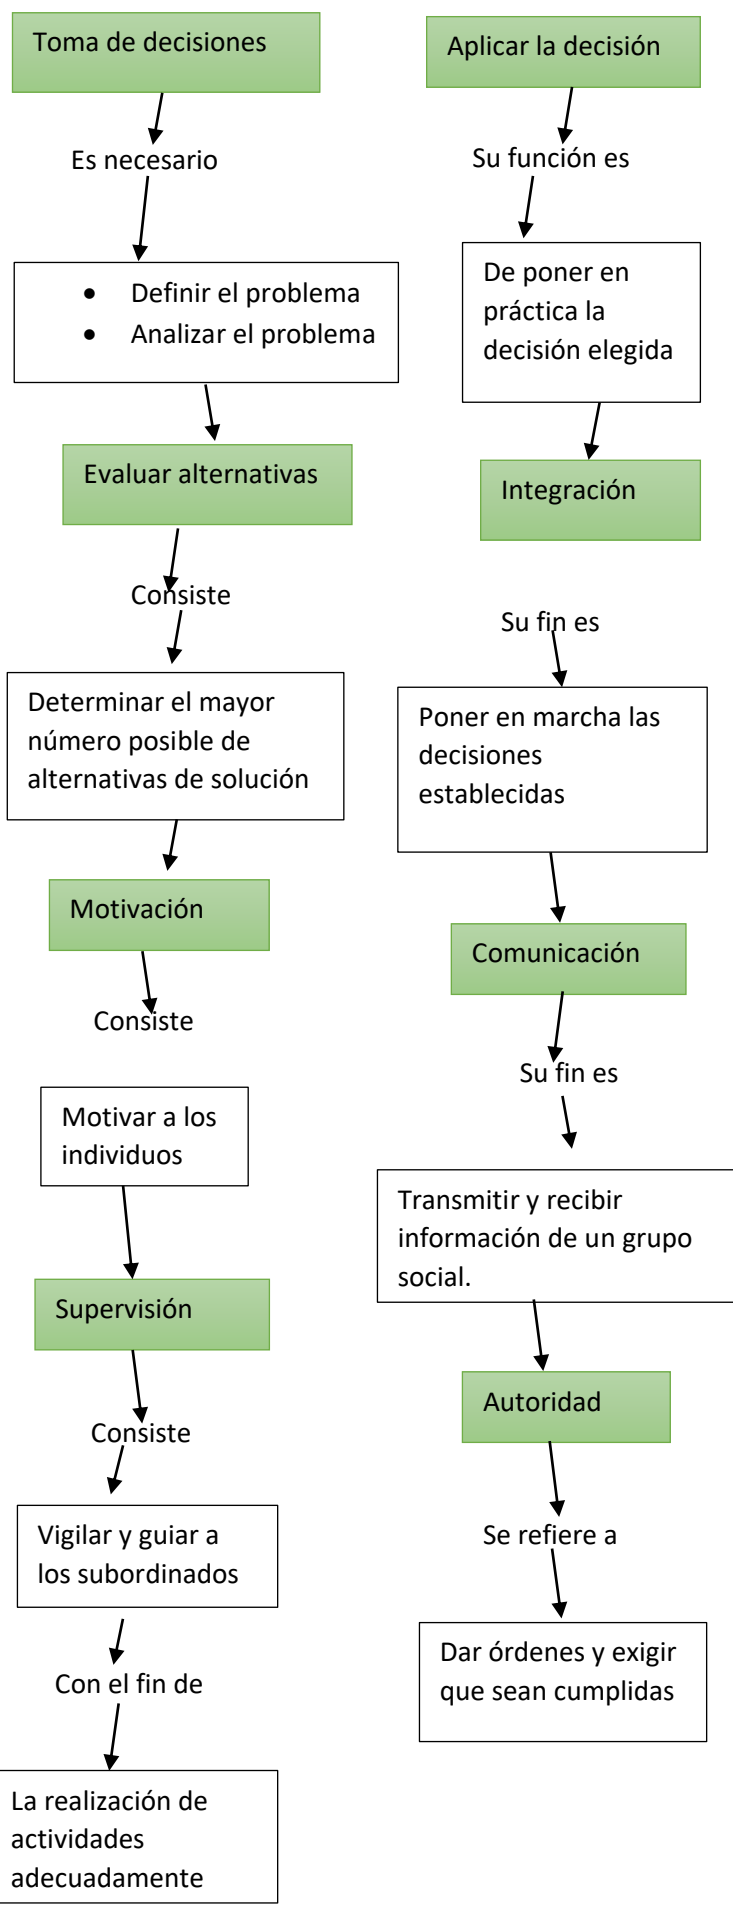 Toma de decisiones
Es necesario
• Definir el problema
• Analizar el problema
Evaluar alternativas
Consiste
Determinar el mayor
número posible de
alternativas de solución
Motivación
Consiste
Motivar a los
individuos
Supervisión
Consiste
Vigilar y guiar a
los subordinados
Con el fin de
La realización de
actividades
adecuadamente
Aplicar la decisión
Su función es
De poner en
práctica la
decisión elegida
Integración
Su fin es
Poner en marcha las
decisiones
establecidas
Comunicación
Su fin es
Transmitir y recibir
información de un grupo
social.
Autoridad
Se refiere a
Dar órdenes y exigir
que sean cumplidas